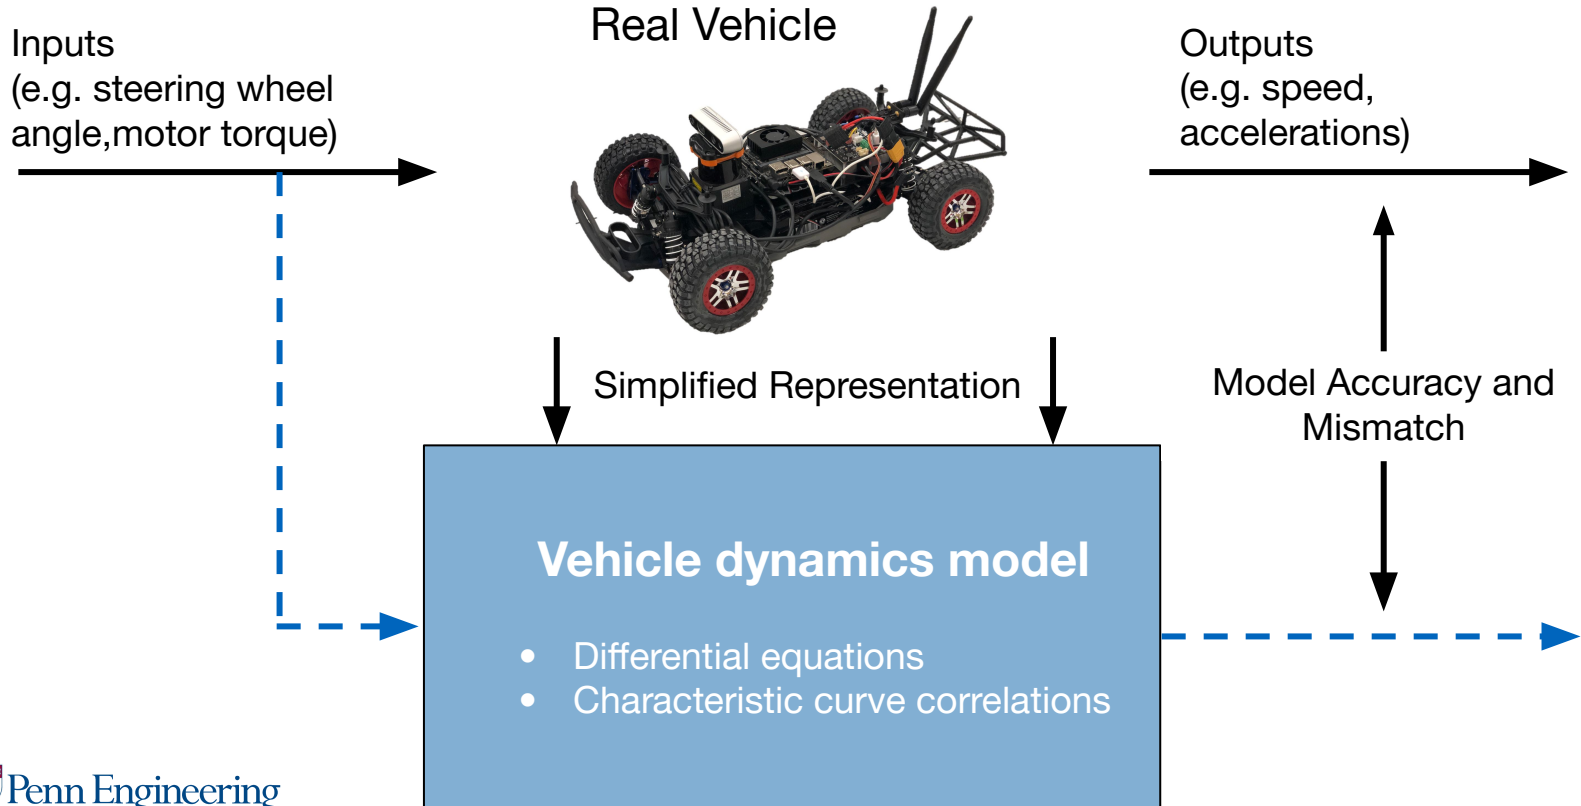 Real Vehicle
Inputs
(e.g. steering wheel
angle,motor torque)
Outputs
(e.g. speed,
accelerations)
Simplified Representation
Model Accuracy and
Mismatch
Vehicle dynamics model
• Differential equations
• Characteristic curve correlations
Penn Engineering